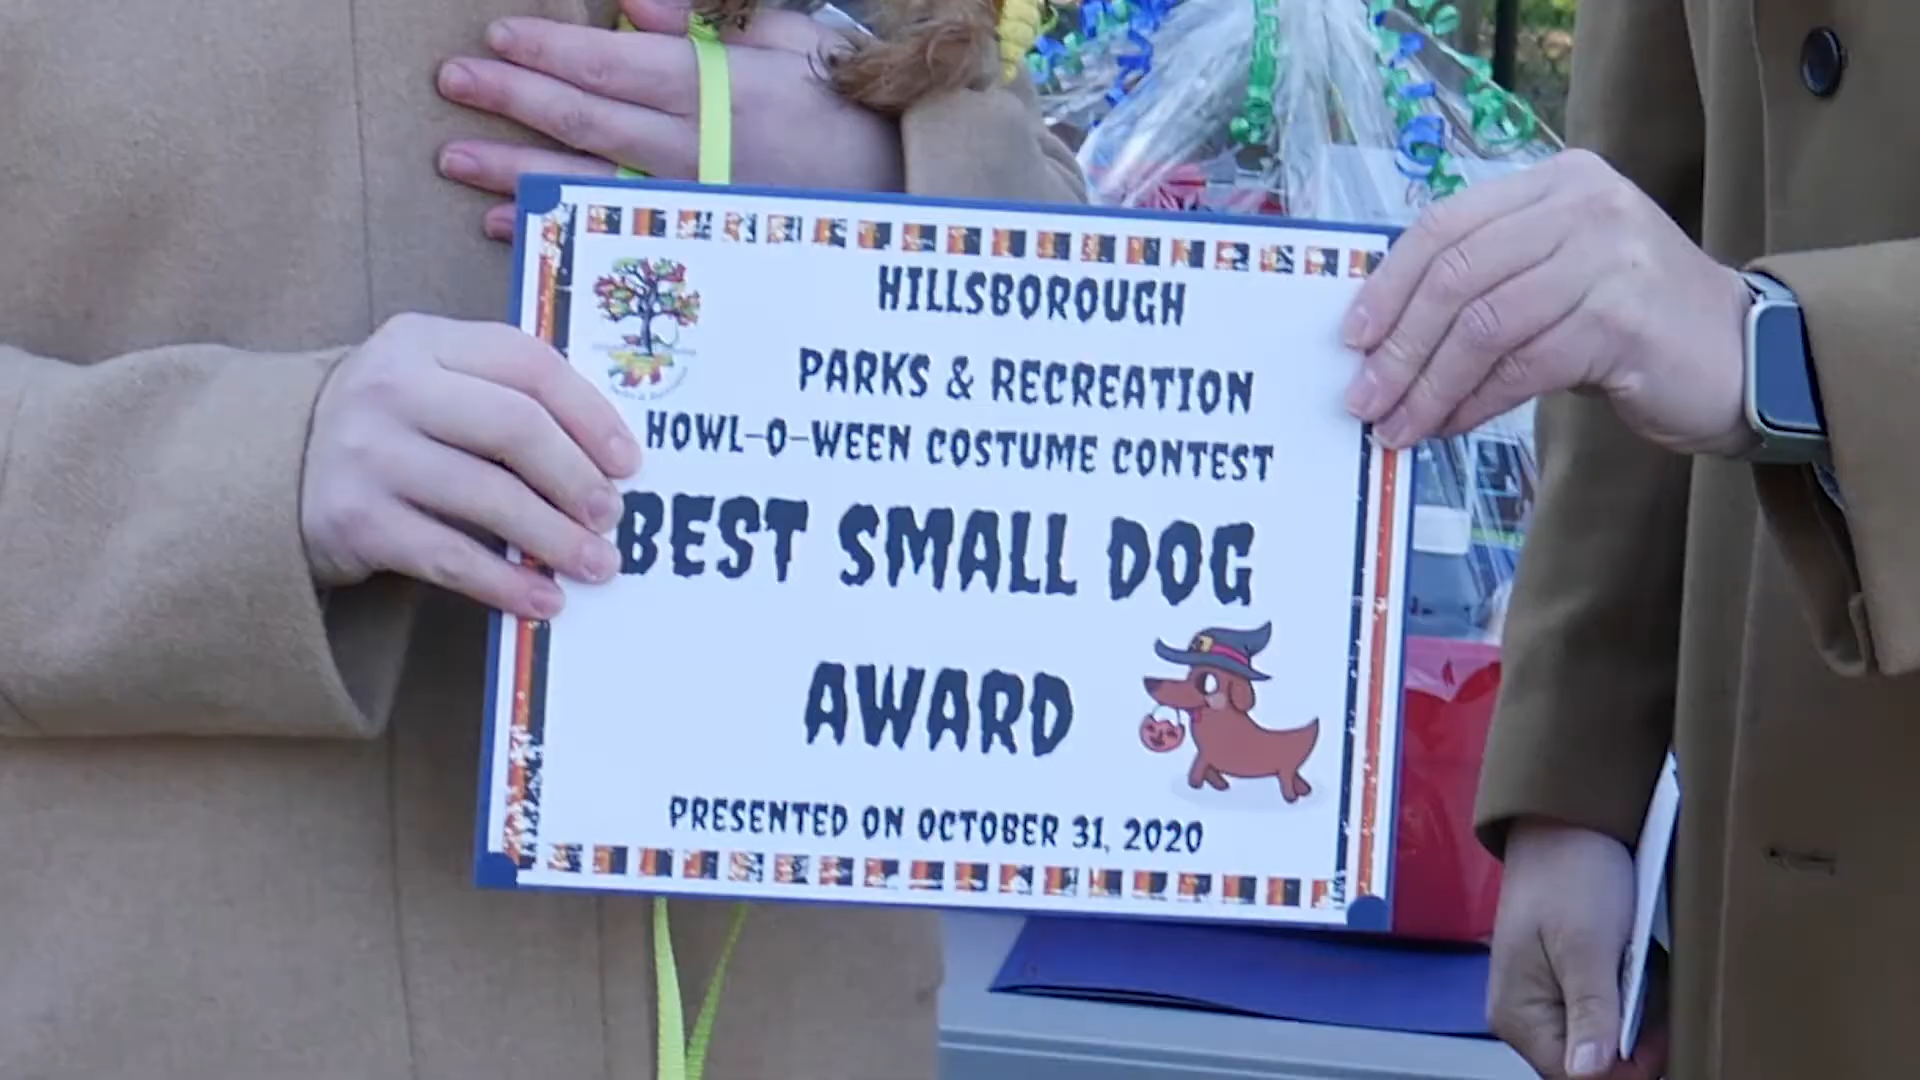 HILLSBOROUGH
PARKS & RECREATION
HOWL-O-WEEN COSTUME CONTEST
BEST SMALL DOG
AWARD
PRESENTED ON OCTOBER 31, 2020